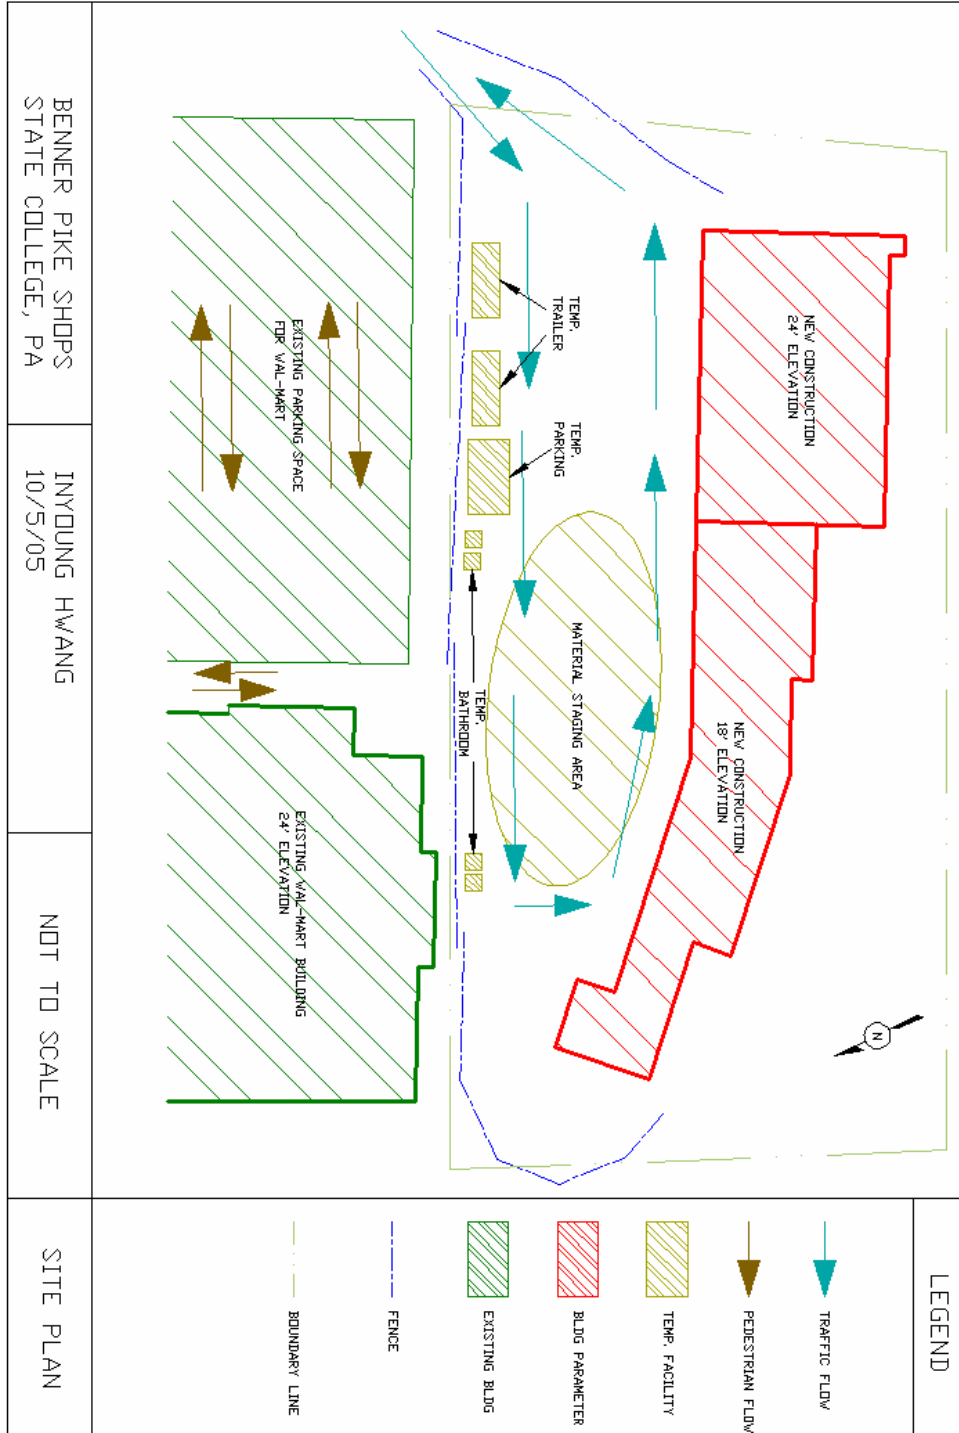 LEGEND
TRAFFIC FLOW
PEDESTRIAN FLOW
TEMP. FACILITY
BLDG PARAMETER
EXISTING BLDG
FENCE
BOUNDARY LINE
NEW CONSTRUCTION
24' ELEVATION
NEW CONSTRUCTION
18' ELEVATION
N
TEMP.
TRAILER
TEMP.
PARKING
MATERIAL STAGING AREA
TEMP.
BATHROOM
EXISTING PARKING SPACE
FOR WAL-MART
EXISTING WAL-MART BUILDING
24' ELEVATION
BENNER PIKE SHOPS
STATE COLLEGE, PA
INYOUNG HWANG
10/5/05
NOT TO SCALE
SITE PLAN